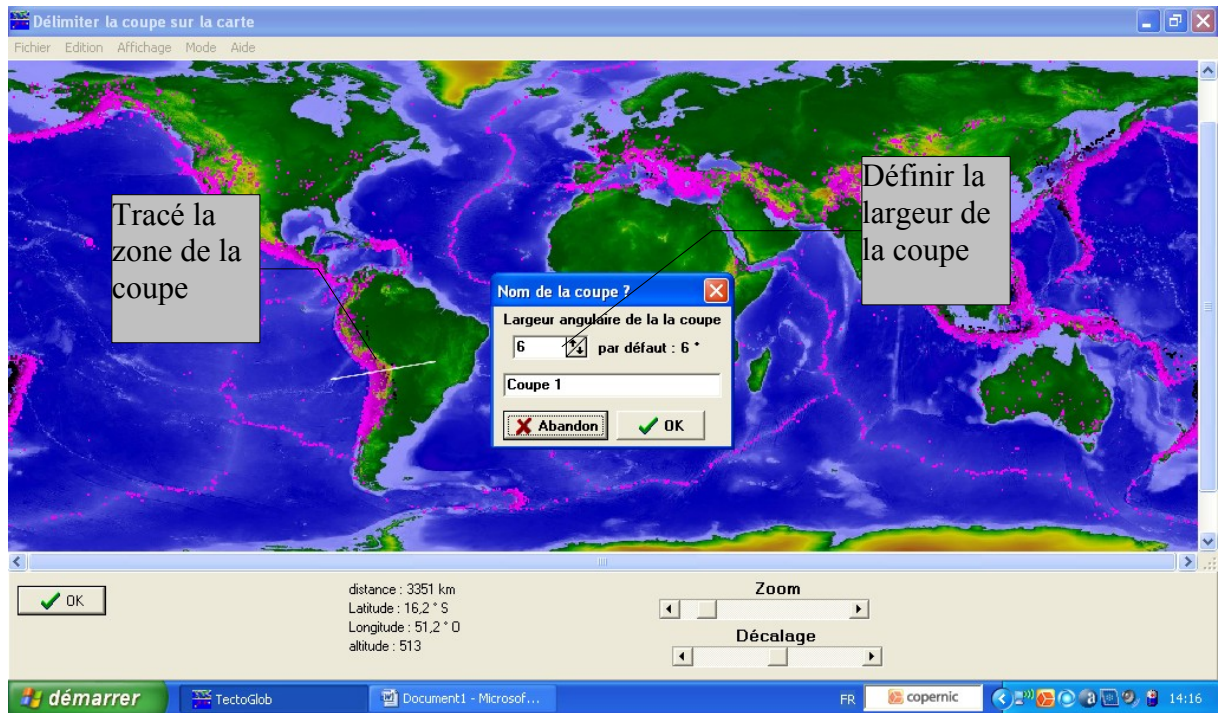 Délimiter la coupe sur la carte
Fichier Edition Affichage Mode Aide
Tracé la
zone de la
coupe
Définir la
largeur de
la coupe
Nom de la coupe ?
Largeur angulaire de la la coupe
6 par défaut : 6 °
Coupe 1
Abandon OK
OK
distance : 3351 km
Latitude : 16,2 ° S
Longitude : 51,2 ° O
altitude : 513
Zoom
Décalage
démarrer TectoGlob Document1 - Microsof... FR copernic 14:16